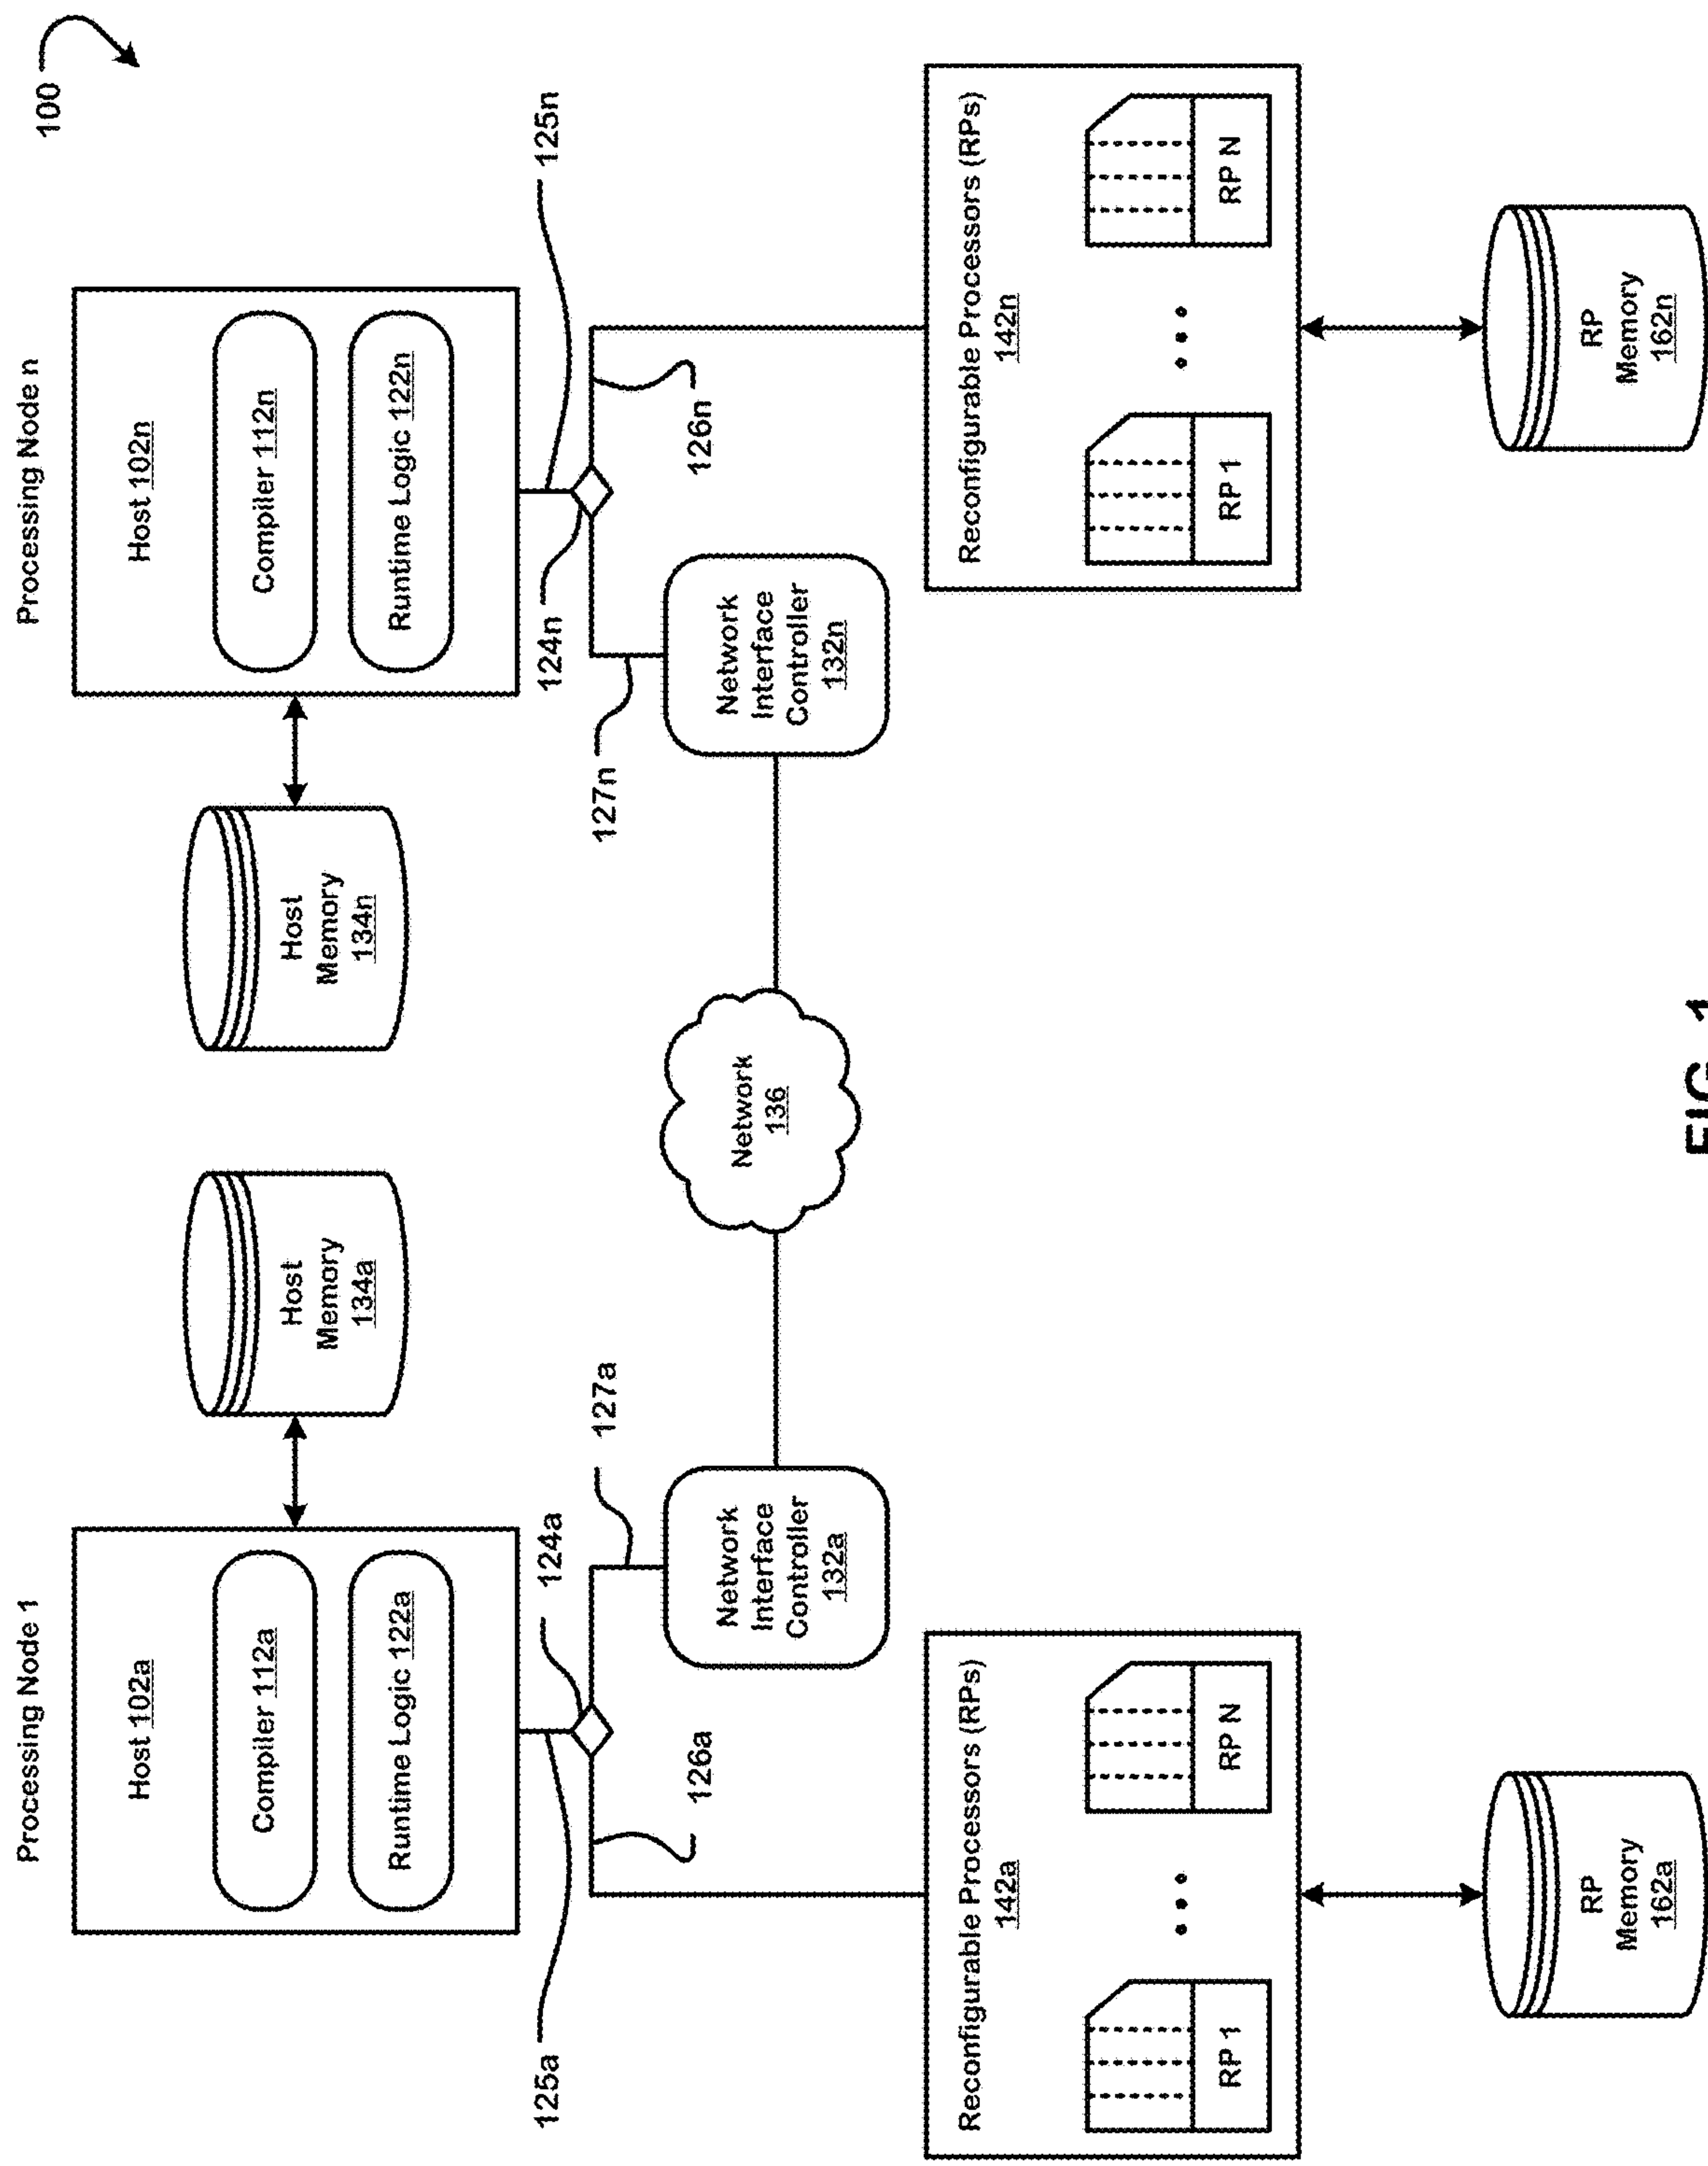 100
Processing Node 1
Host 102a
Compiler 112a
Runtime Logic 122a
Host
Memory
134a
125a
124a
126a
127a
Network
Interface
Controller
132a
Reconfigurable Processors (RPs)
142a
RP 1
...
RP N
RP
Memory
162a
Network
136
Processing Node n
Host 102n
Compiler 112n
Runtime Logic 122n
Host
Memory
134n
124n
125n
127n
126n
Network
Interface
Controller
132n
Reconfigurable Processors (RPs)
142n
RP 1
...
RP N
RP
Memory
162n
FIG. 1